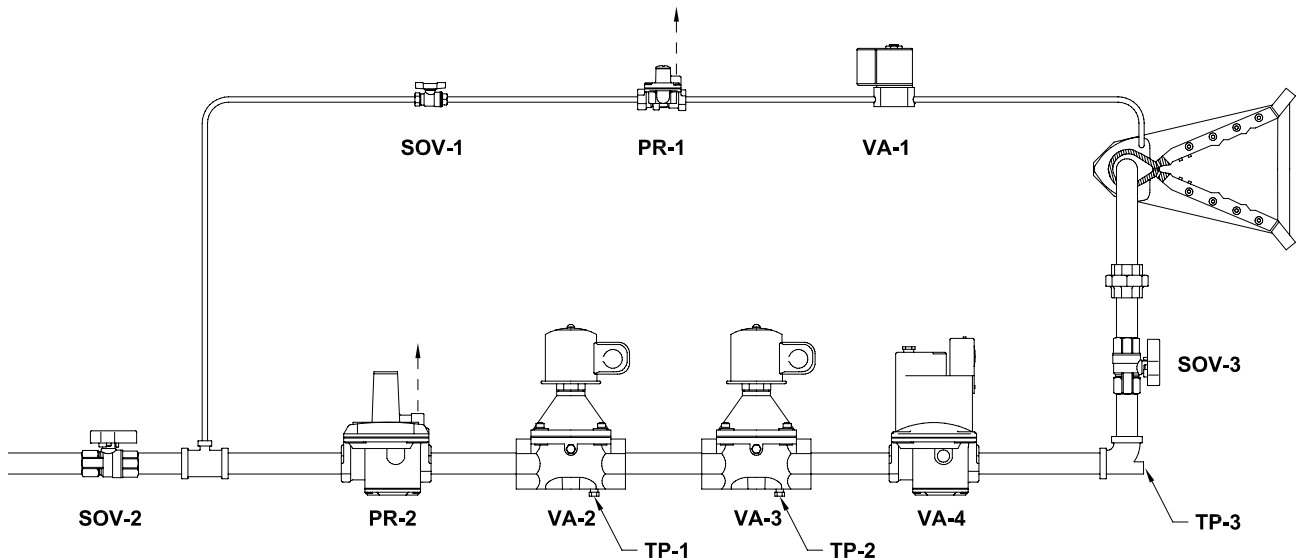 SOV-1
PR-1
VA-1
SOV-3
SOV-2
PR-2
VA-2
VA-3
VA-4
TP-3
TP-1
TP-2